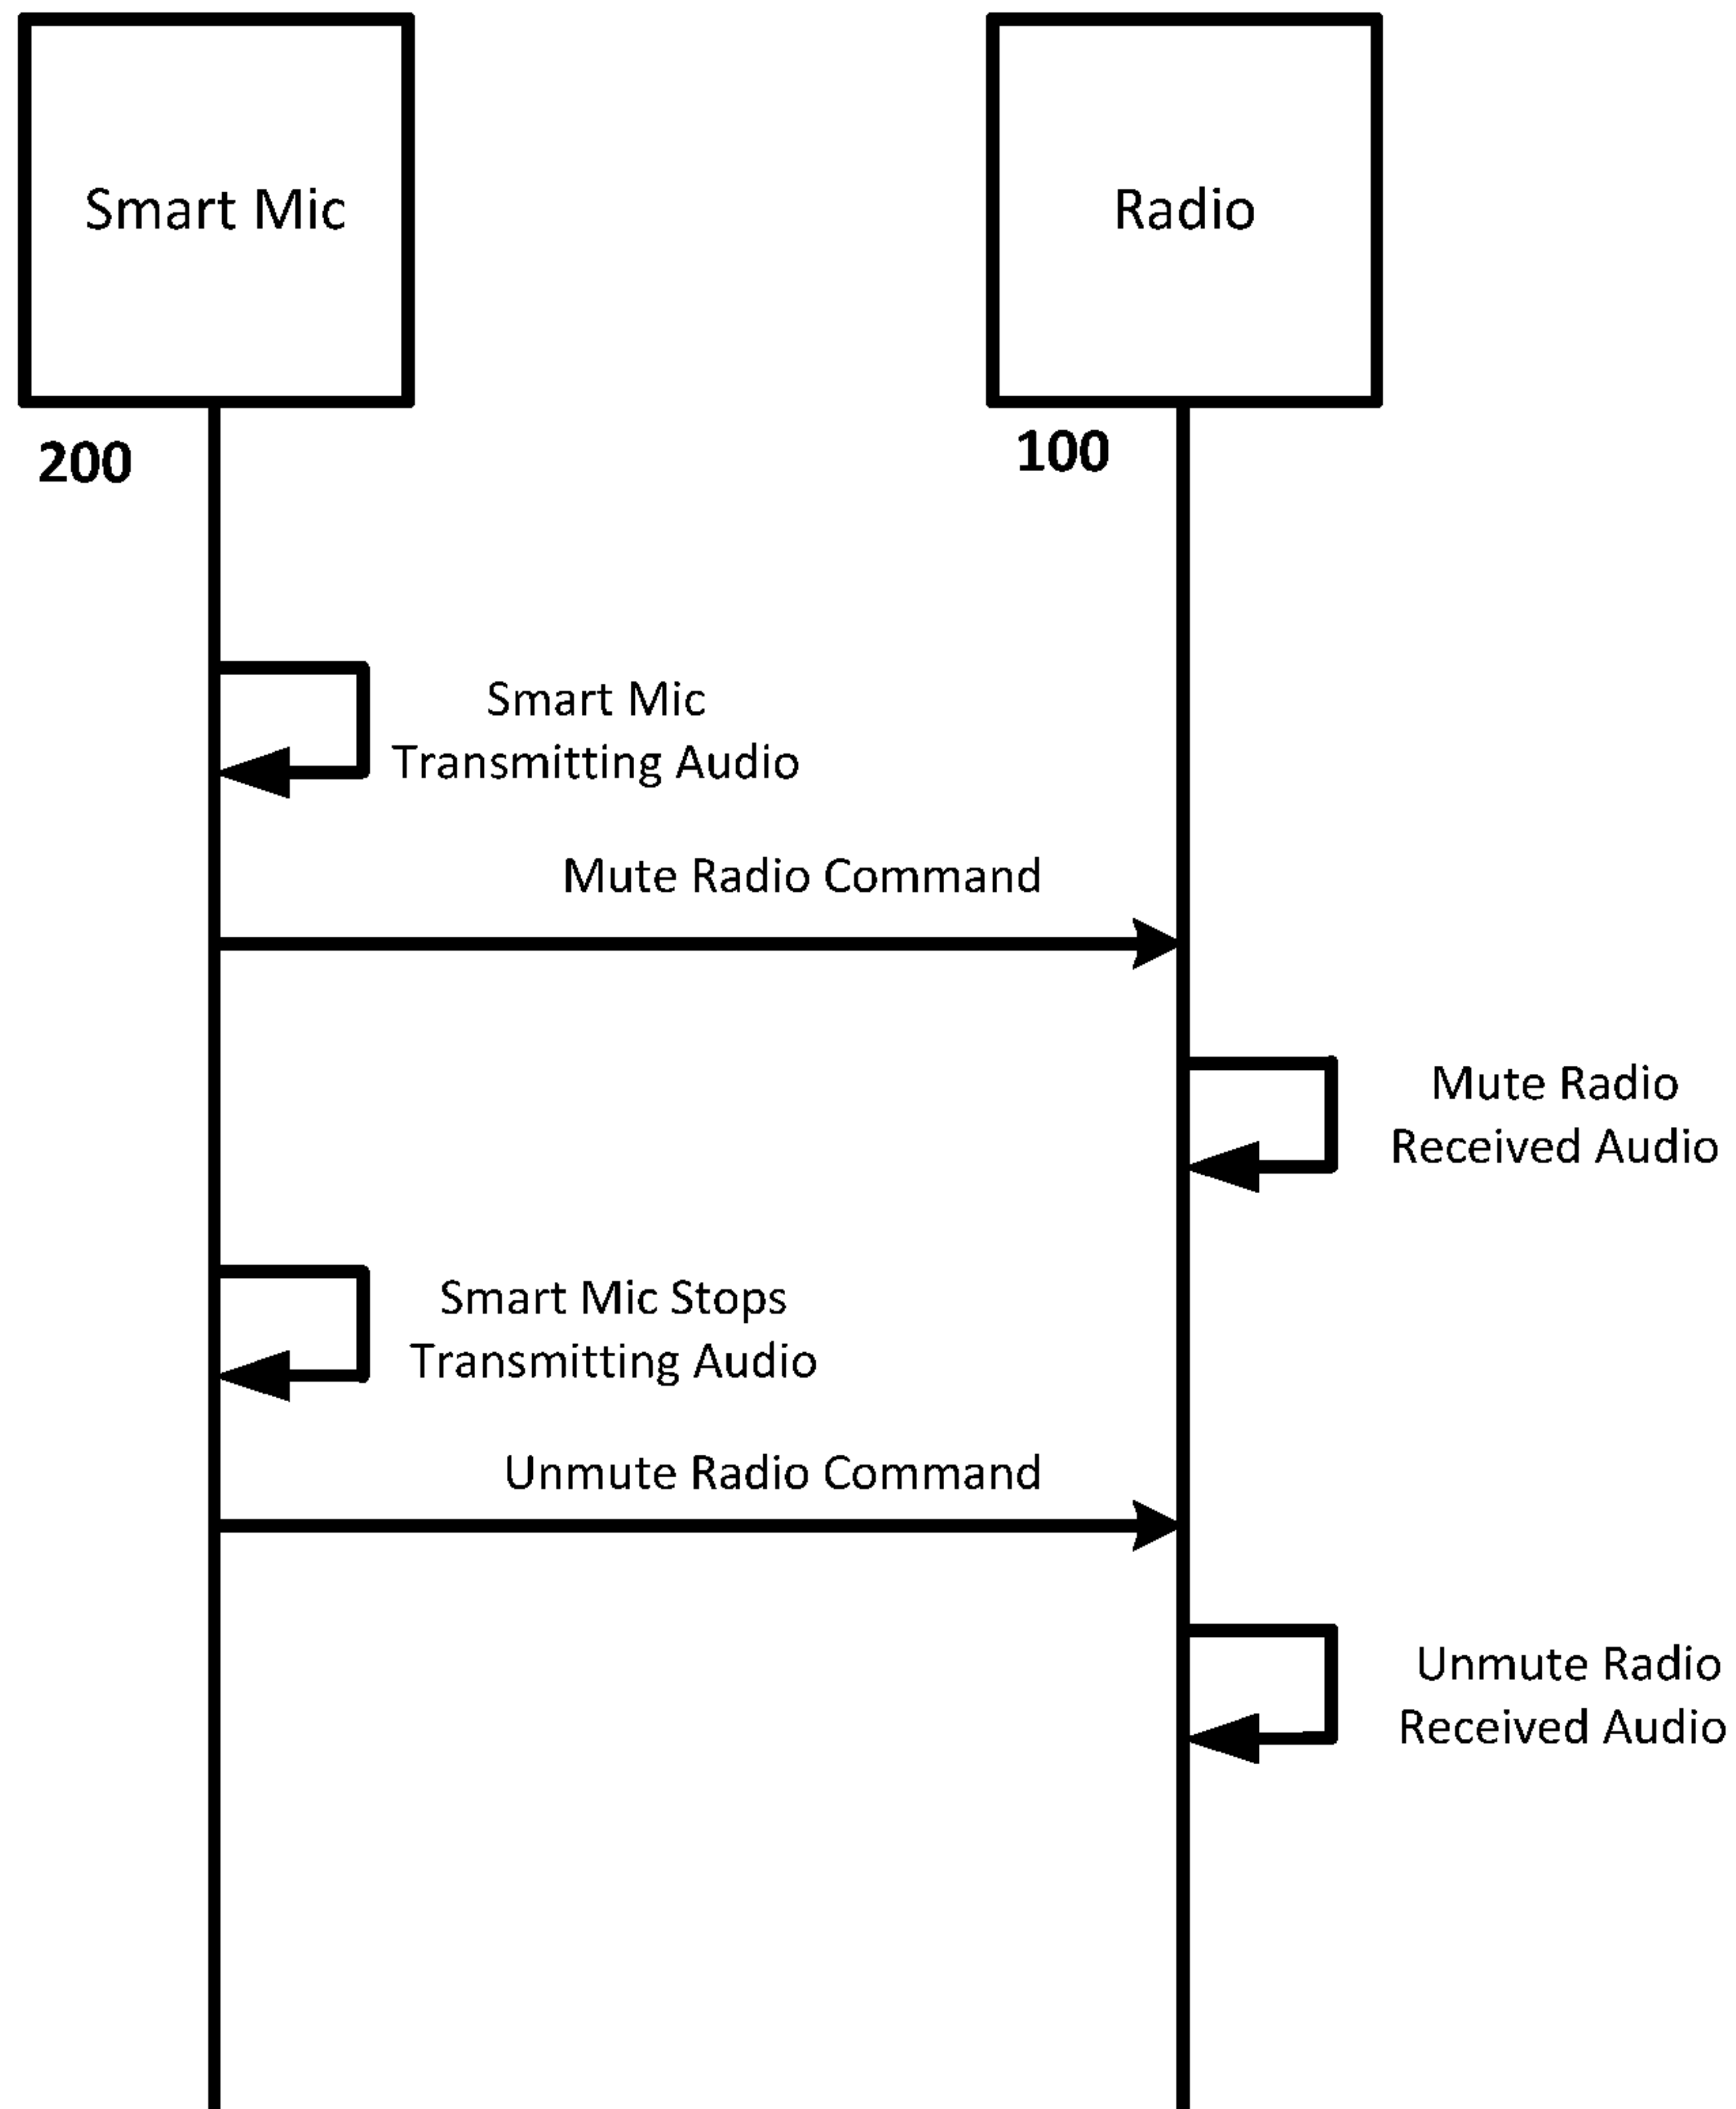 Smart Mic
Radio
200
100
Smart Mic
Transmitting Audio
Mute Radio Command
Mute Radio
Received Audio
Smart Mic Stops
Transmitting Audio
Unmute Radio Command
Unmute Radio
Received Audio